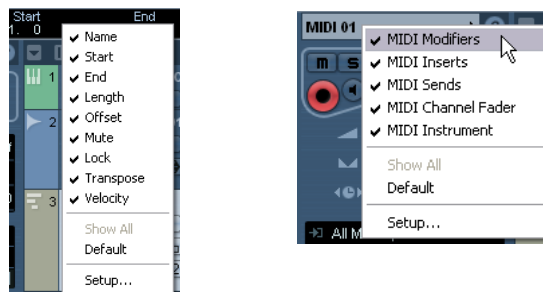 Start End
1. 0
Name
Start
End
Length
Offset
Mute
Lock
Transpose
Velocity
Show All
Default
Setup...
1
2
3
MIDI 01
m S
MIDI Modifiers
MIDI Inserts
MIDI Sends
MIDI Channel Fader
MIDI Instrument
Show All
Default
Setup...
All M